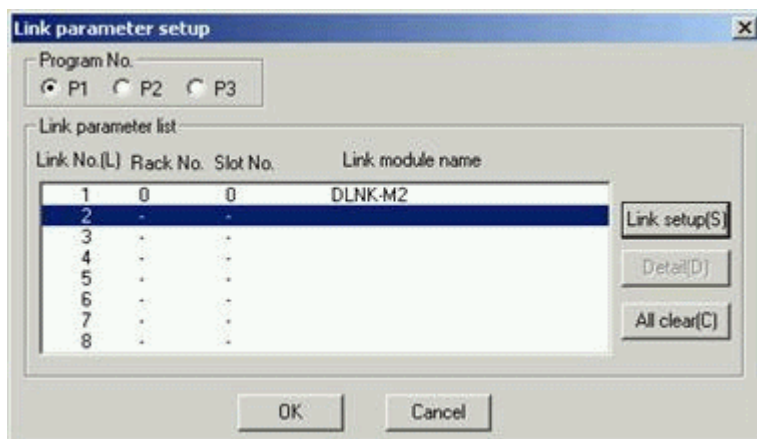 Link parameter setup
Program No.
P1 P2 P3
Link parameter list
Link No.(L) Rack No. Slot No. Link module name
1 0 0 DLNK-M2
2 - -
3 - -
4 - -
5 - -
6 - -
7 - -
8 - -
Link setup(S)
Detail(D)
All clear(C)
OK Cancel